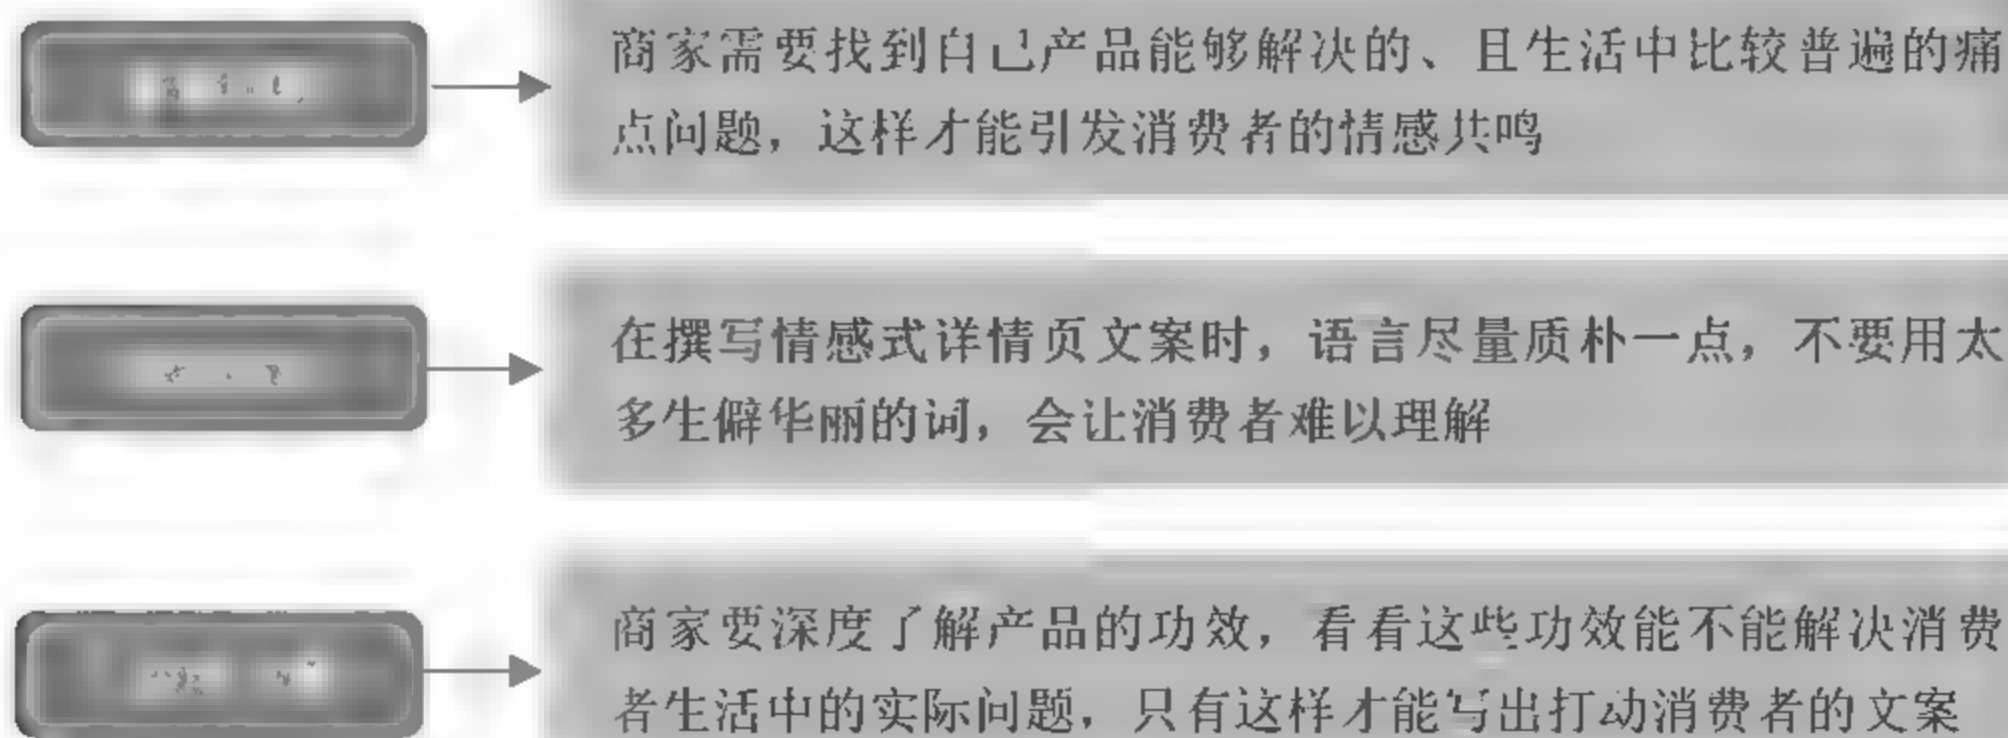 商家需要找到自己产品能够解决的、且生活中比较普遍的痛
点问题，这样才能引发消费者的情感共鸣
在撰写情感式详情页文案时，语言尽量质朴一点，不要用太
多生僻华丽的词，会让消费者难以理解
商家要深度了解产品的功效，看看这些功效能不能解决消费
者生活中的实际问题，只有这样才能写出打动消费者的文案